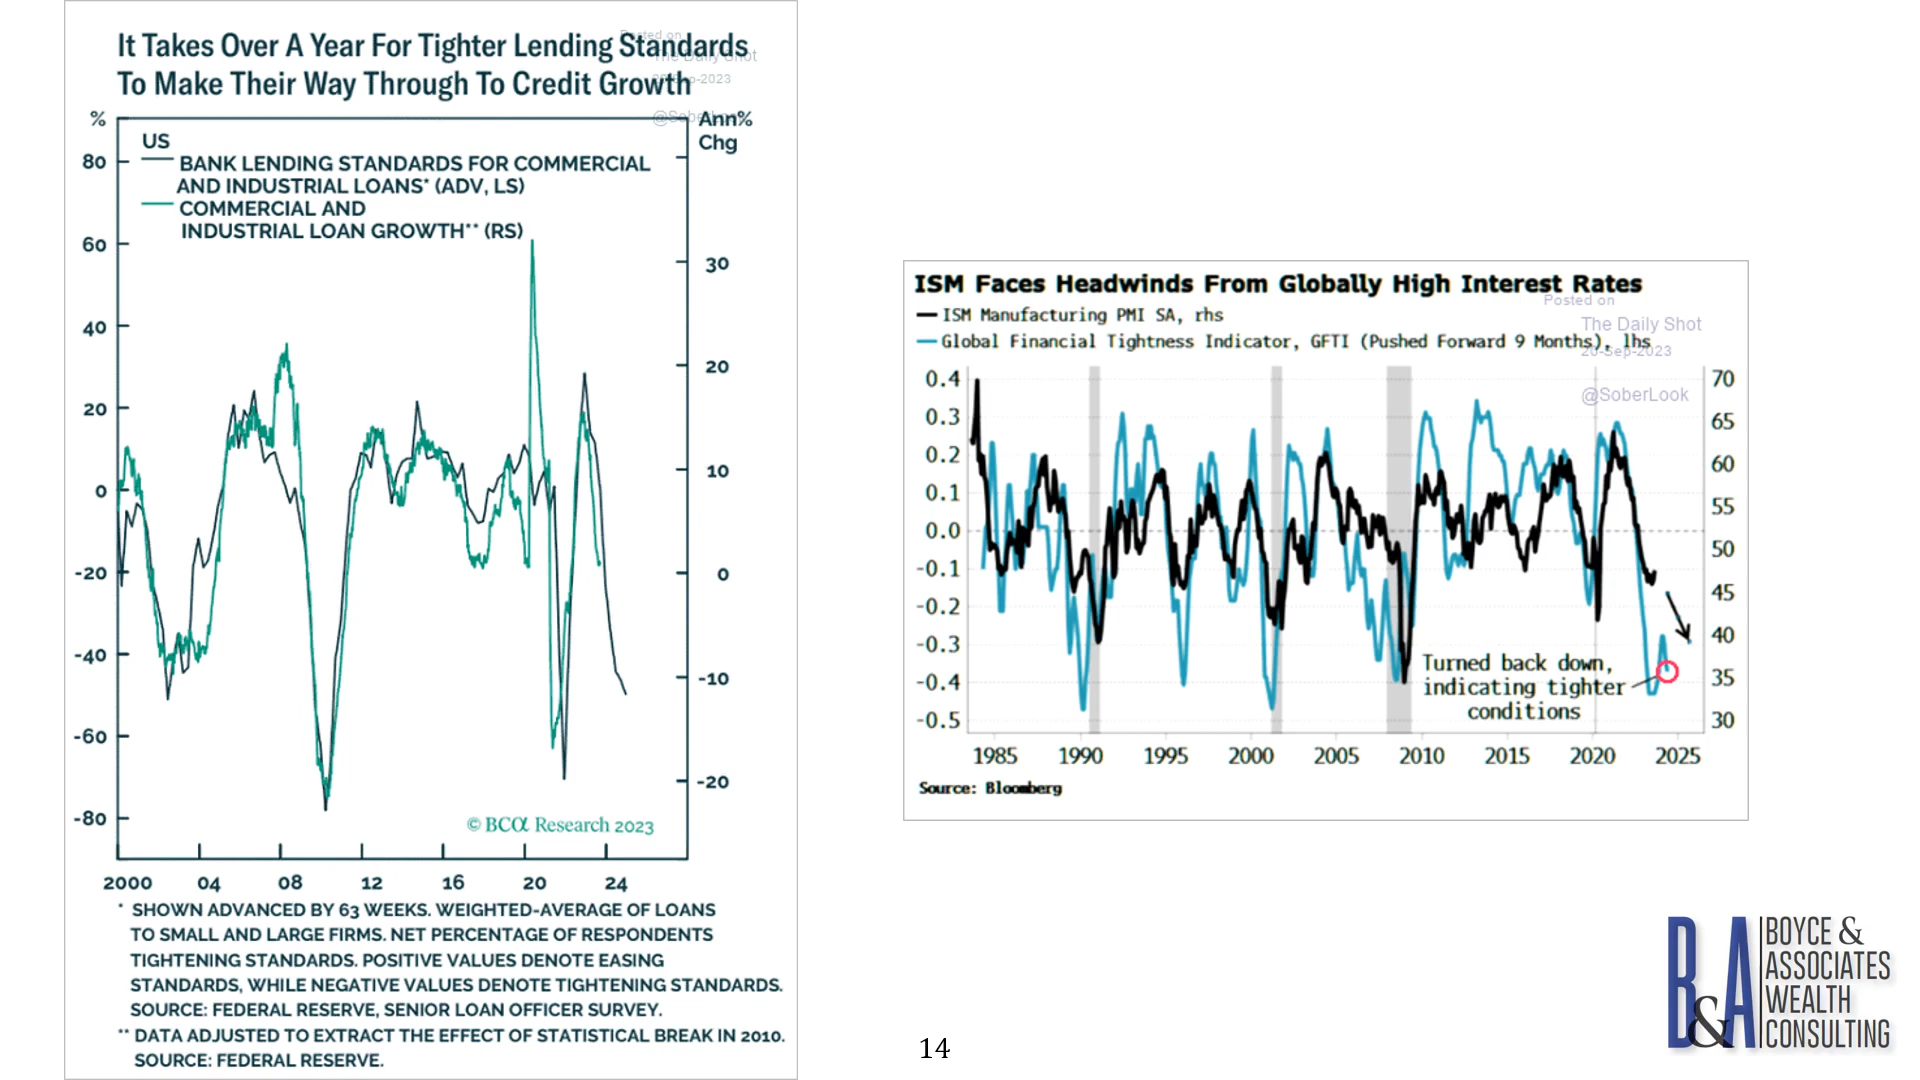 It Takes Over A Year For Tighter Lending Standards
To Make Their Way Through To Credit Growth
Posted on
The Daily Shot
20-Sep-2023
@SoberLook
%
Ann%
Chg
US
BANK LENDING STANDARDS FOR COMMERCIAL
AND INDUSTRIAL LOANS* (ADV, LS)
COMMERCIAL AND
INDUSTRIAL LOAN GROWTH** (RS)
80
60
40
20
0
-20
-40
-60
-80
30
20
10
0
-10
-20
© BCα Research 2023
2000 04 08 12 16 20 24
* SHOWN ADVANCED BY 63 WEEKS. WEIGHTED-AVERAGE OF LOANS
TO SMALL AND LARGE FIRMS. NET PERCENTAGE OF RESPONDENTS
TIGHTENING STANDARDS. POSITIVE VALUES DENOTE EASING
STANDARDS, WHILE NEGATIVE VALUES DENOTE TIGHTENING STANDARDS.
SOURCE: FEDERAL RESERVE, SENIOR LOAN OFFICER SURVEY.
** DATA ADJUSTED TO EXTRACT THE EFFECT OF STATISTICAL BREAK IN 2010.
SOURCE: FEDERAL RESERVE.
ISM Faces Headwinds From Globally High Interest Rates
Posted on
ISM Manufacturing PMI SA, rhs
The Daily Shot
Global Financial Tightness Indicator, GFTI (Pushed Forward 9 Months), lhs
20-Sep-2023
@SoberLook
0.4
0.3
0.2
0.1
0.0
-0.1
-0.2
-0.3
-0.4
-0.5
70
65
60
55
50
45
40
35
30
Turned back down,
indicating tighter
conditions
1985 1990 1995 2000 2005 2010 2015 2020 2025
Source: Bloomberg
14
B&A
BOYCE &
ASSOCIATES
WEALTH
CONSULTING